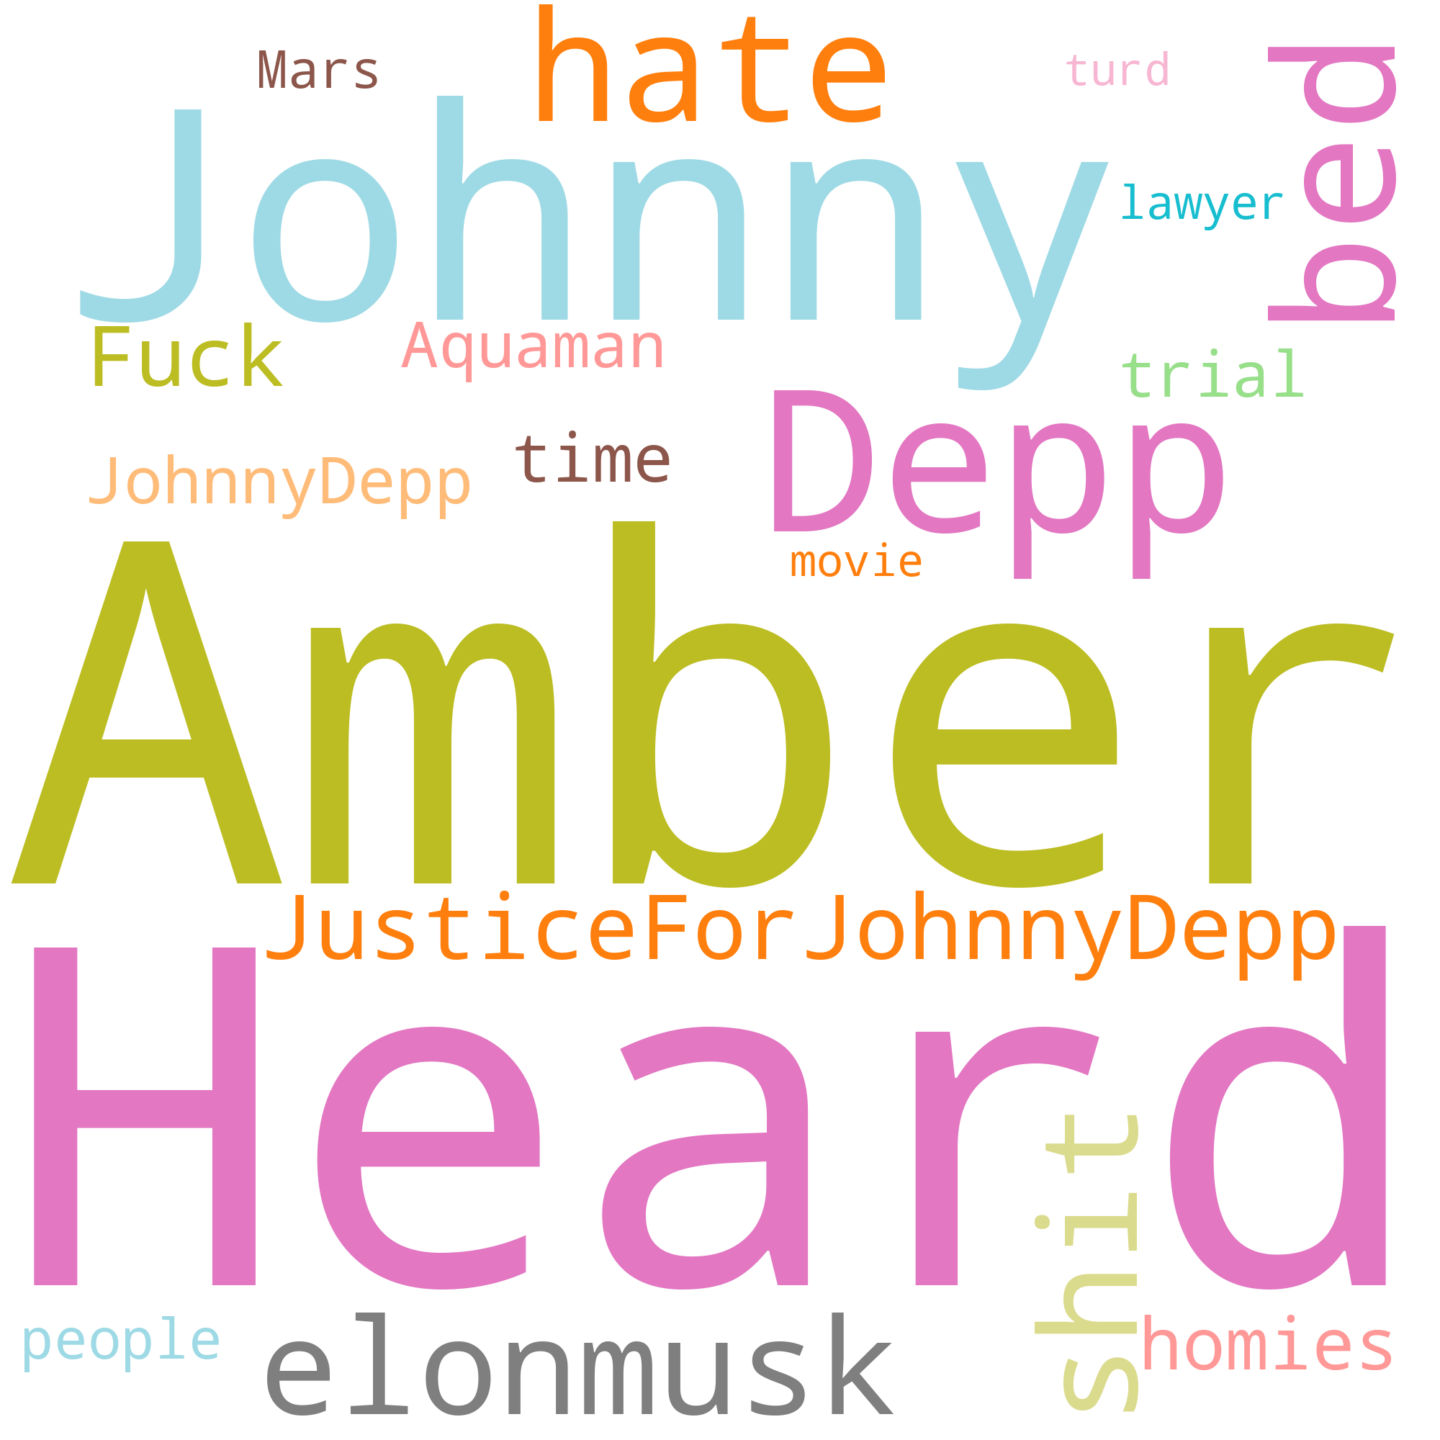 hate
Mars
turd
bed
Johnny
lawyer
Fuck
Aquaman
trial
Depp
time
JohnnyDepp
movie
Amber
JusticeForJohnnyDepp
Heard
shit
people
elonmusk
homies